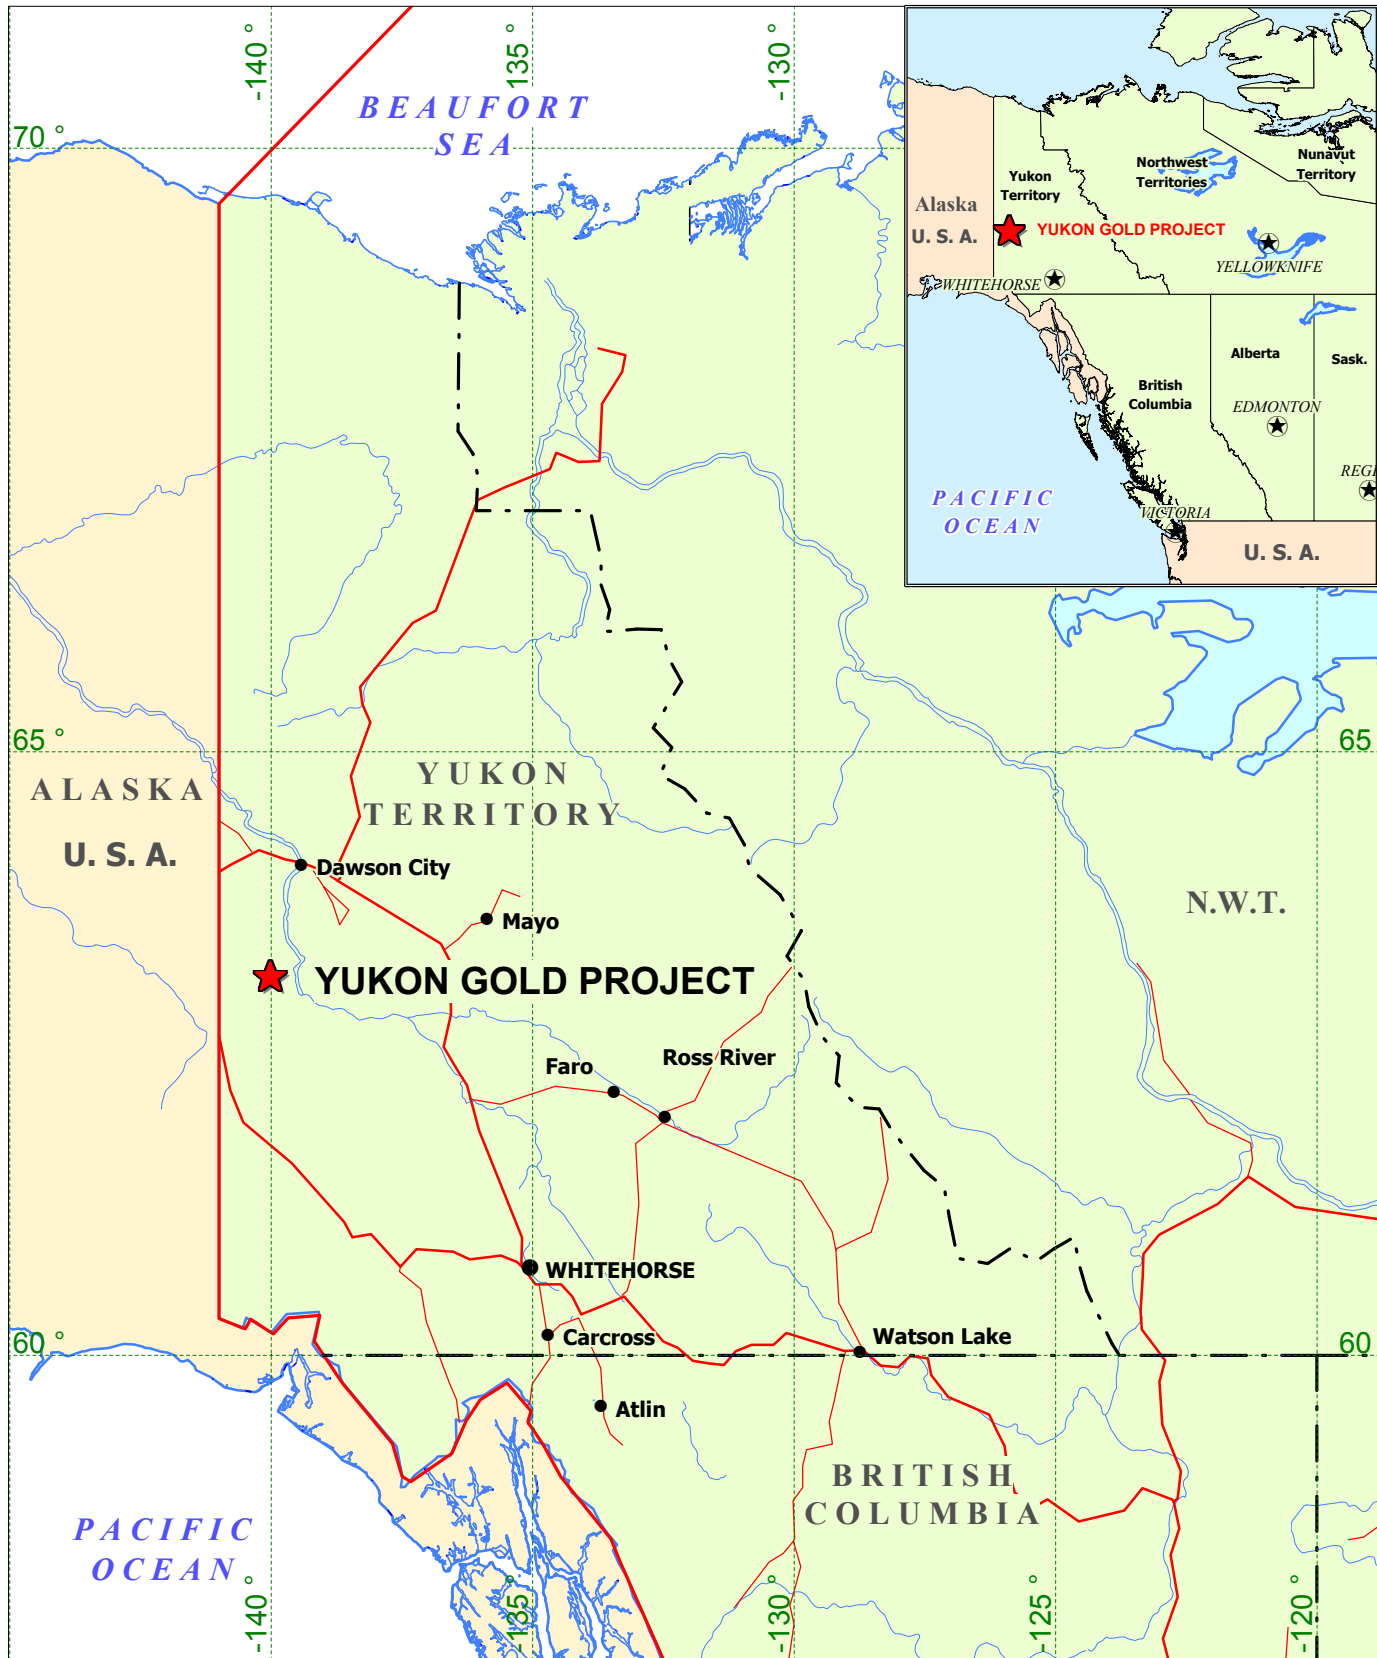 -140 °
-135 °
-130 °
BEAUFORT
SEA
70 °
Yukon
Territory
Northwest
Territories
Nunavut
Territory
Alaska
U. S. A.
YUKON GOLD PROJECT
YELLOWKNIFE
WHITEHORSE
Alberta
Sask.
British
Columbia
EDMONTON
REGI
PACIFIC
OCEAN
VICTORIA
U. S. A.
65 °
65
ALASKA
U. S. A.
YUKON
TERRITORY
Dawson City
Mayo
N.W.T.
YUKON GOLD PROJECT
Faro
Ross River
WHITEHORSE
Carcross
Watson Lake
60 °
60
Atlin
BRITISH
COLUMBIA
PACIFIC
OCEAN
-140 °
-135 °
-130 °
-125 °
-120 °